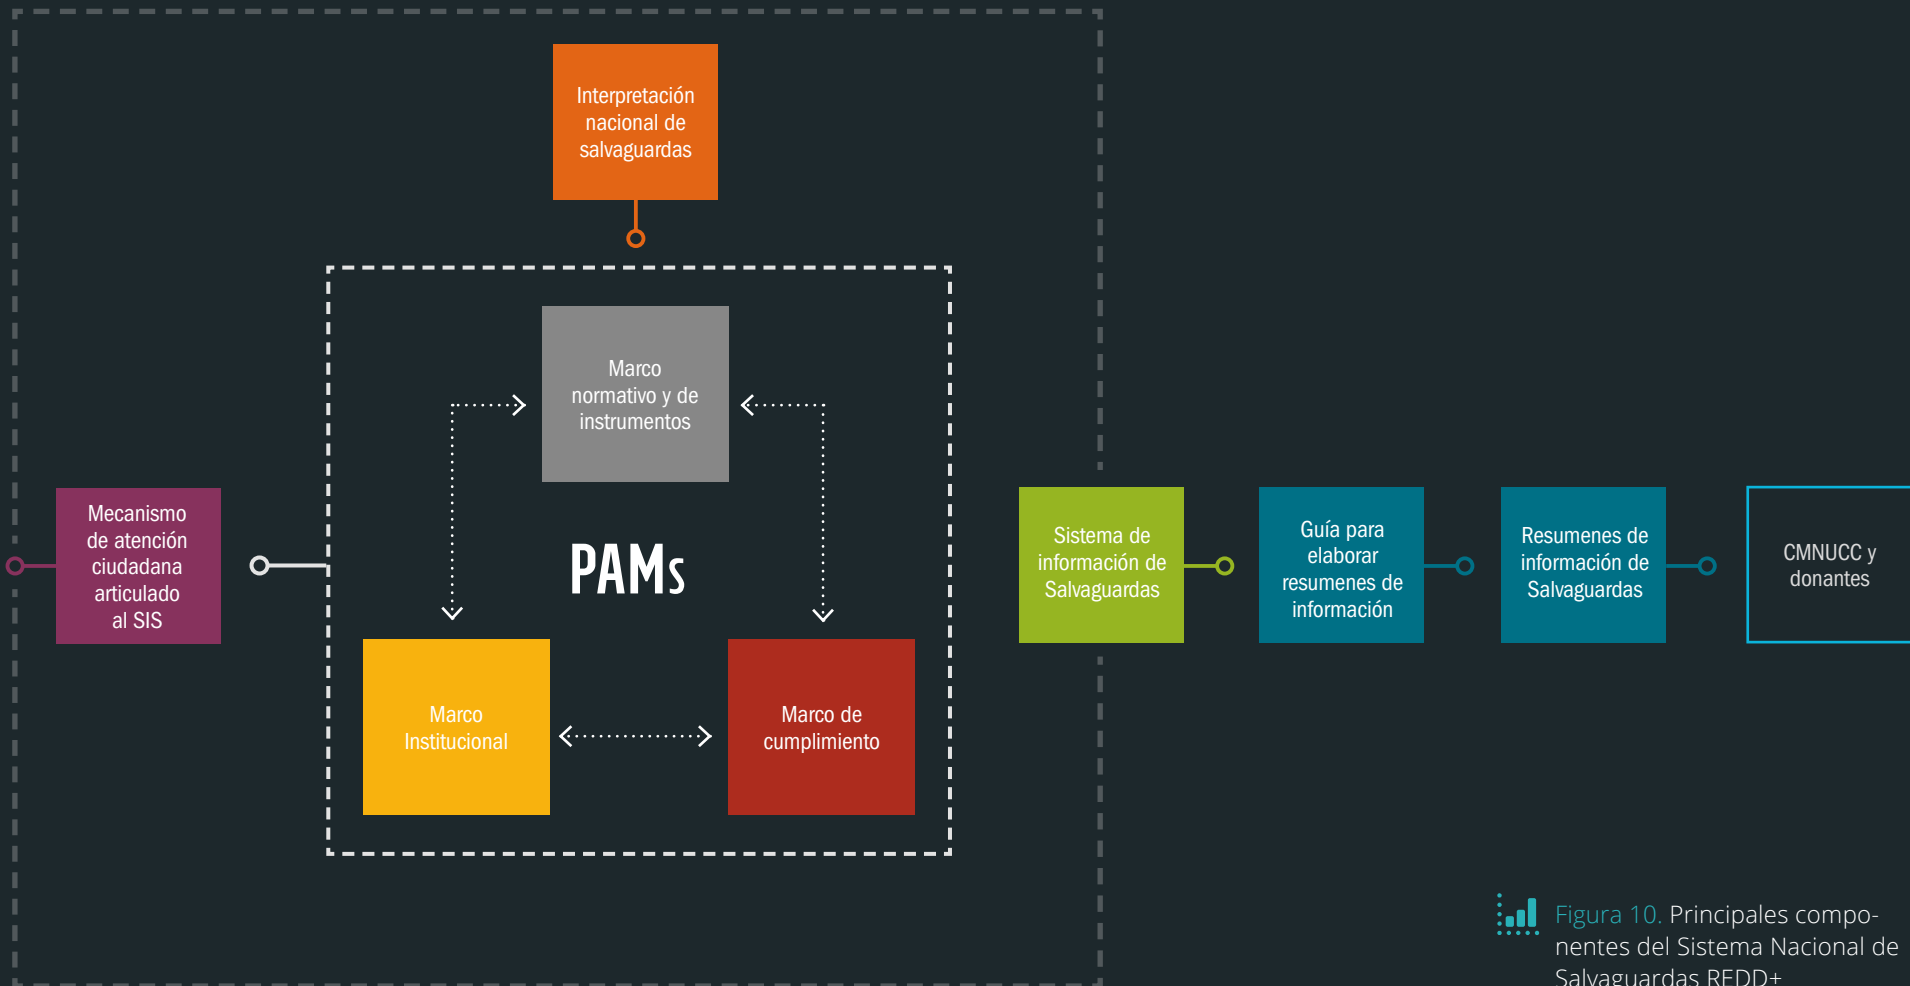 Interpretación
nacional de
salvaguardas
Marco
normativo y de
instrumentos
Mecanismo
de atención
ciudadana
articulado
al SIS
PAMs
Marco
Institucional
Marco de
cumplimiento
Sistema de
información de
Salvaguardas
Guía para
elaborar
resumenes de
información
Resumenes de
información de
Salvaguardas
CMNUCC y
donantes
Figura 10. Principales compo-
nentes del Sistema Nacional de
Salvaguardas REDD+